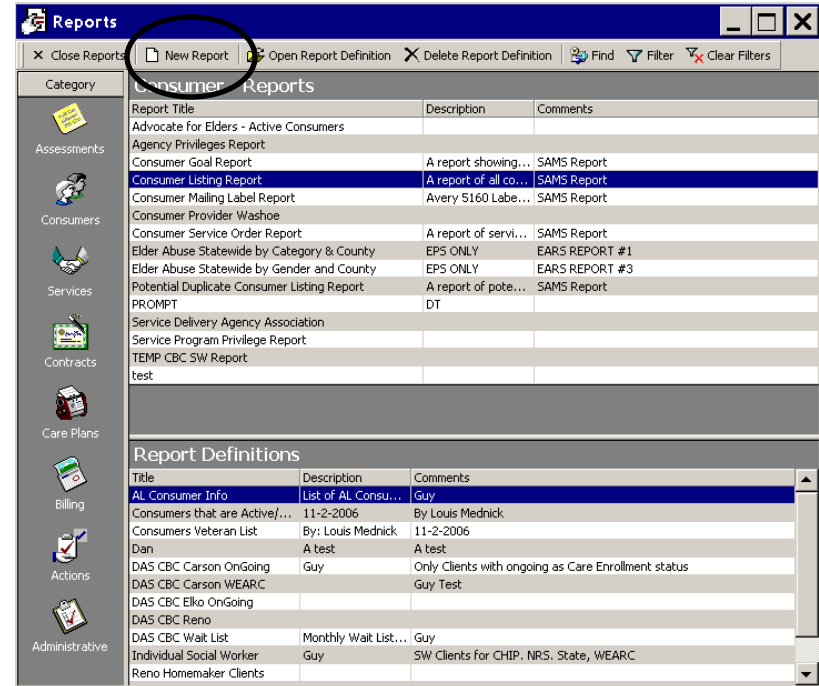 Reports
Close Reports New Report Open Report Definition Delete Report Definition Find Filter Clear Filters
Category
Assessments
Consumers
Services
Contracts
Care Plans
Billing
Actions
Administrative
Consumer Reports
Report Title Description Comments
Advocate for Elders - Active Consumers
Agency Privileges Report
Consumer Goal Report A report showing... SAMS Report
Consumer Listing Report A report of all co... SAMS Report
Consumer Mailing Label Report Avery 5160 Labe... SAMS Report
Consumer Provider Washoe
Consumer Service Order Report A report of servi... SAMS Report
Elder Abuse Statewide by Category & County EPS ONLY EARS REPORT #1
Elder Abuse Statewide by Gender and County EPS ONLY EARS REPORT #3
Potential Duplicate Consumer Listing Report A report of pote... SAMS Report
PROMPT DT
Service Delivery Agency Association
Service Program Privilege Report
TEMP CBC SW Report
test
Report Definitions
Title Description Comments
AL Consumer Info List of AL Consu... Guy
Consumers that are Active/... 11-2-2006 By Louis Mednick
Consumers Veteran List By: Louis Mednick 11-2-2006
Dan A test A test
DAS CBC Carson OnGoing Guy Only Clients with ongoing as Care Enrollment status
DAS CBC Carson WEARC Guy Test
DAS CBC Elko OnGoing
DAS CBC Reno
DAS CBC Wait List Monthly Wait List... Guy
Individual Social Worker Guy SW Clients for CHIP. NRS. State, WEARC
Reno Homemaker Clients